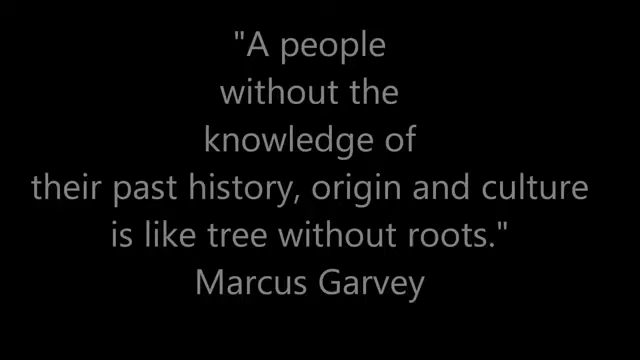 "A people
without the
knowledge of
their past history, origin and culture
is like tree without roots."
Marcus Garvey